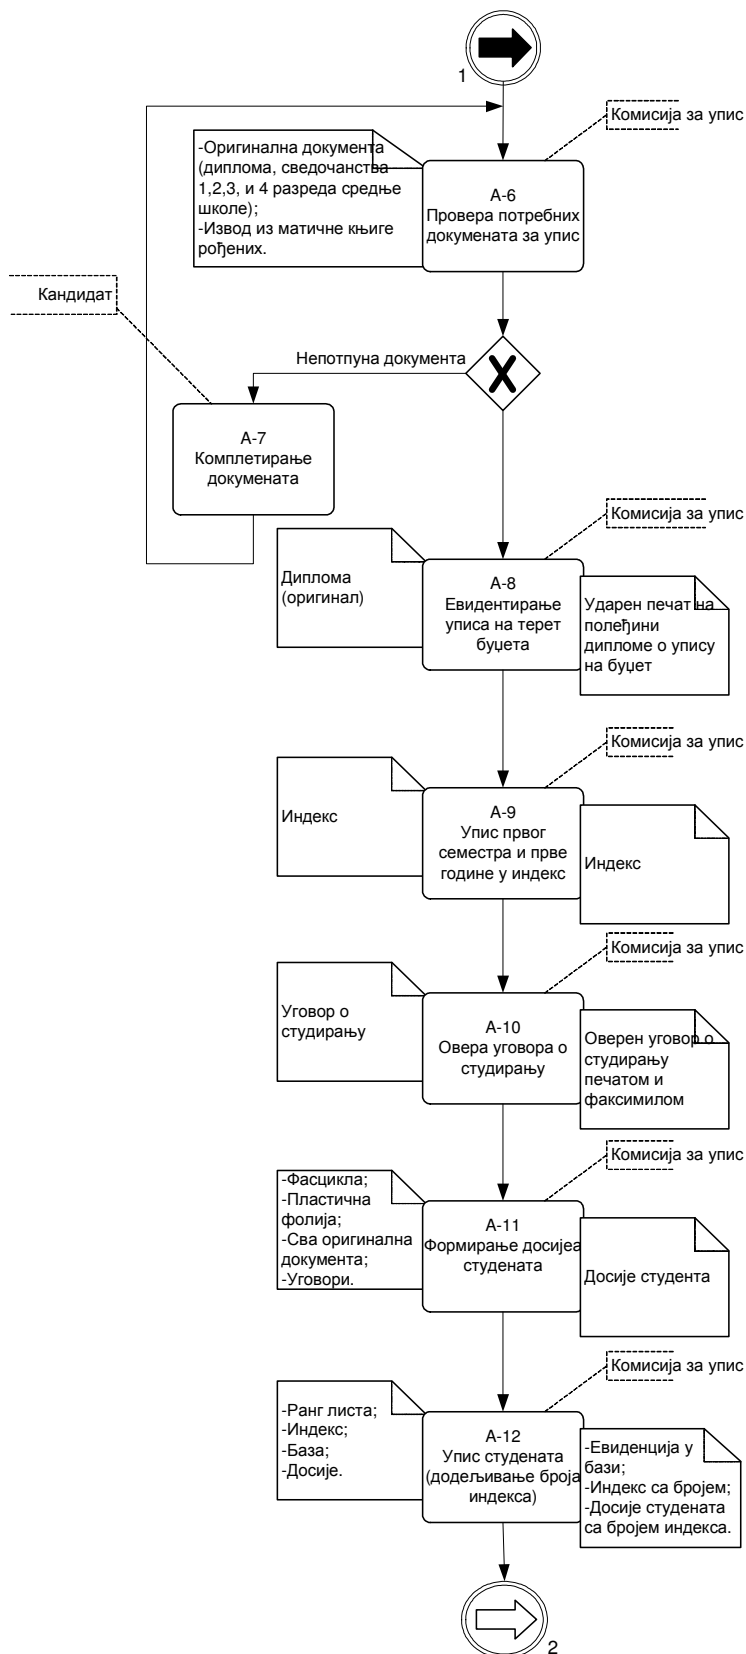 1
Комисија за упис
-Оригинална документа
(диплома, сведочанства
1,2,3, и 4 разреда средње
школе);
-Извод из матичне књиге
рођених.
А-6
Провера потребних
докумената за упис
Кандидат
Непотпуна документа
X
А-7
Комплетирање
докумената
Комисија за упис
Диплома
(оригинал)
А-8
Евидентирање
уписа на терет
буџета
Ударен печат на
полеђини
дипломе о упису
на буџет
Комисија за упис
Индекс
А-9
Упис првог
семестра и прве
године у индекс
Индекс
Комисија за упис
Уговор о
студирању
А-10
Овера уговора о
студирању
Оверен уговор о
студирању
печатом и
факсимилом
Комисија за упис
-Фасцикла;
-Пластична
фолија;
-Сва оригинална
документа;
-Уговори.
А-11
Формирање досијеа
студената
Досије студента
Комисија за упис
-Ранг листа;
-Индекс;
-База;
-Досије.
А-12
Упис студената
(додељивање броја
индекса)
-Евиденција у
бази;
-Индекс са бројем;
-Досије студената
са бројем индекса.
2